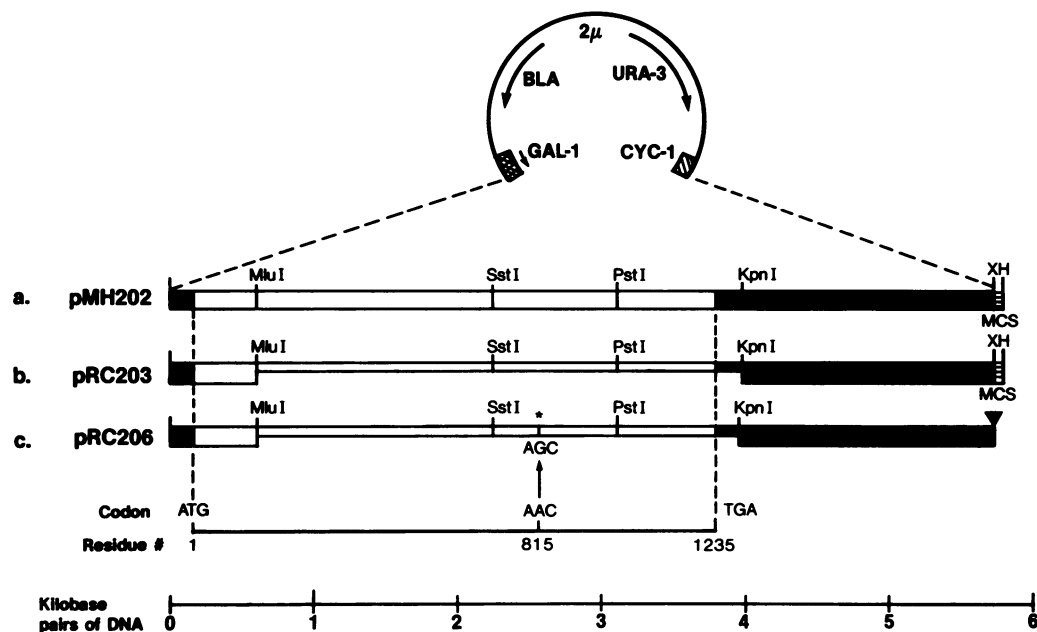 2μ
BLA
URA-3
GAL-1
CYC-1
MluI
SstI
PstI
KpnI
XH
a. pMH202
MCS
MluI
SstI
PstI
KpnI
XH
b. pRC203
MCS
MluI
SstI
*
PstI
KpnI
c. pRC206
AGC
Codon ATG AAC TGA
Residue # 1 815 1235
Kilobase
pairs of DNA 0 1 2 3 4 5 6